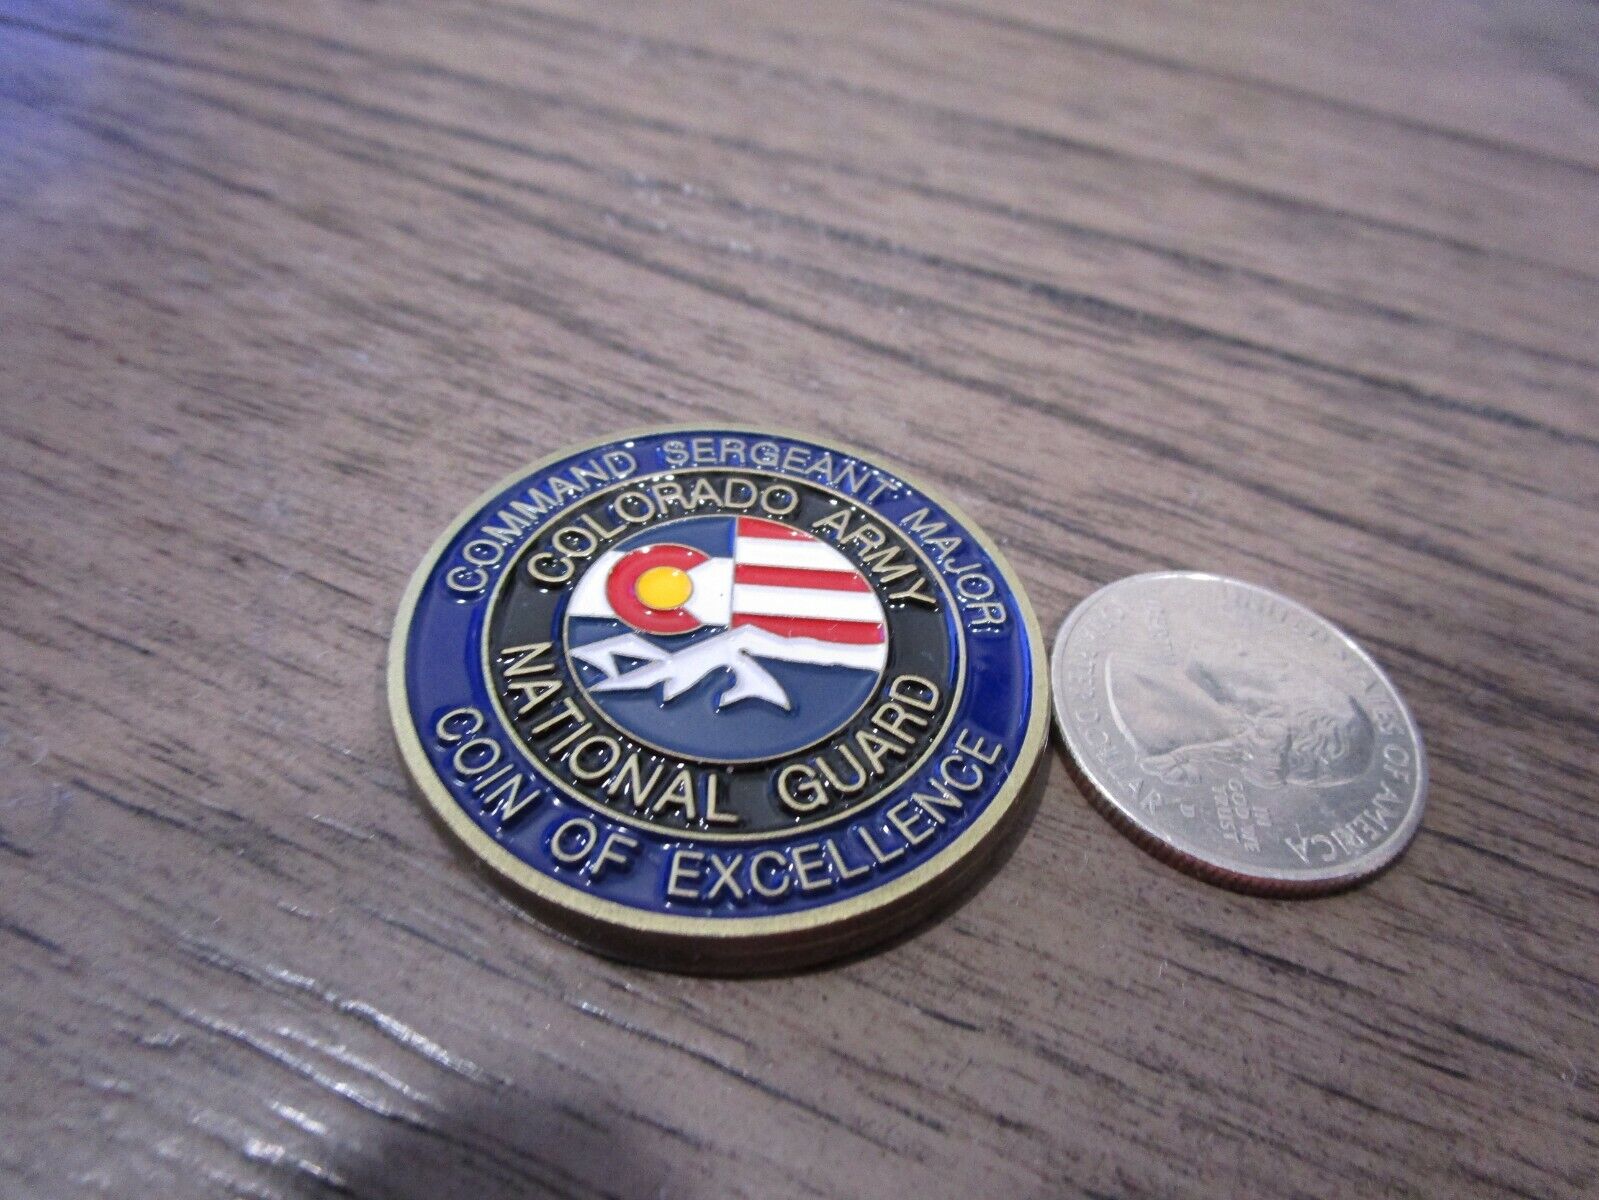 COMMAND SERGEANT MAJOR
COLORADO ARMY
NATIONAL GUARD
COIN OF EXCELLENCE
UNITED STATES OF AMERICA
IN
GOD WE
TRUST
D
QUARTER DOLLAR